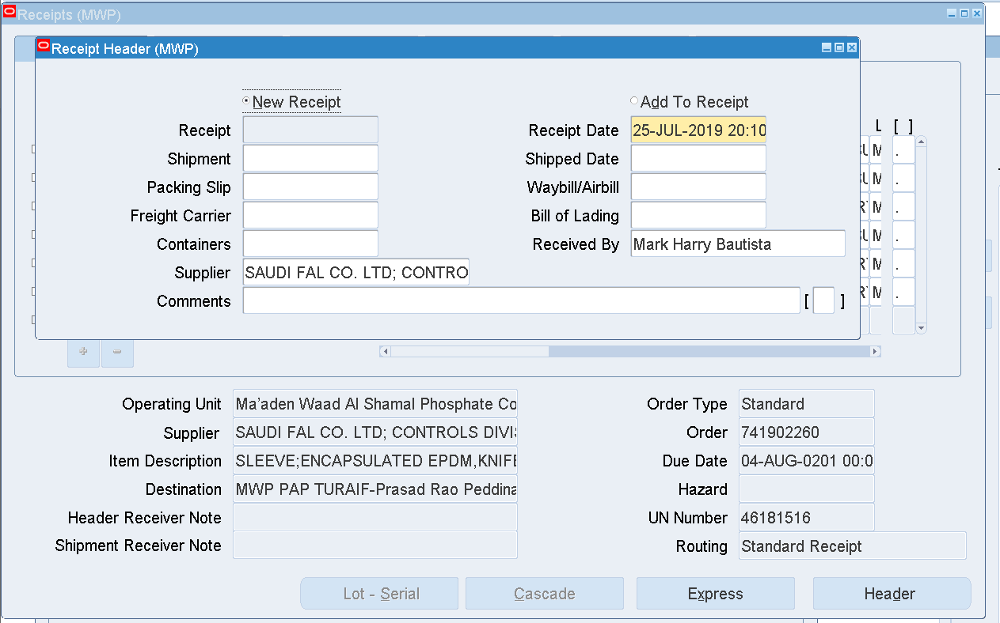 Receipts (MWP)
Receipt Header (MWP)
New Receipt
Add To Receipt
Receipt
Receipt Date 25-JUL-2019 20:10
Shipment
Shipped Date
Packing Slip
Waybill/Airbill
Freight Carrier
Bill of Lading
Containers
Received By Mark Harry Bautista
Supplier SAUDI FAL CO. LTD; CONTRO
Comments [ ]
L [ ]
M .
M .
M .
M .
M .
M .
+ -
Operating Unit Ma'aden Waad Al Shamal Phosphate Co
Order Type Standard
Supplier SAUDI FAL CO. LTD; CONTROLS DIVI
Order 741902260
Item Description SLEEVE;ENCAPSULATED EPDM,KNIFE
Due Date 04-AUG-0201 00:0
Destination MWP PAP TURAIF-Prasad Rao Peddina
Hazard
Header Receiver Note
UN Number 46181516
Shipment Receiver Note
Routing Standard Receipt
Lot - Serial
Cascade
Express
Header